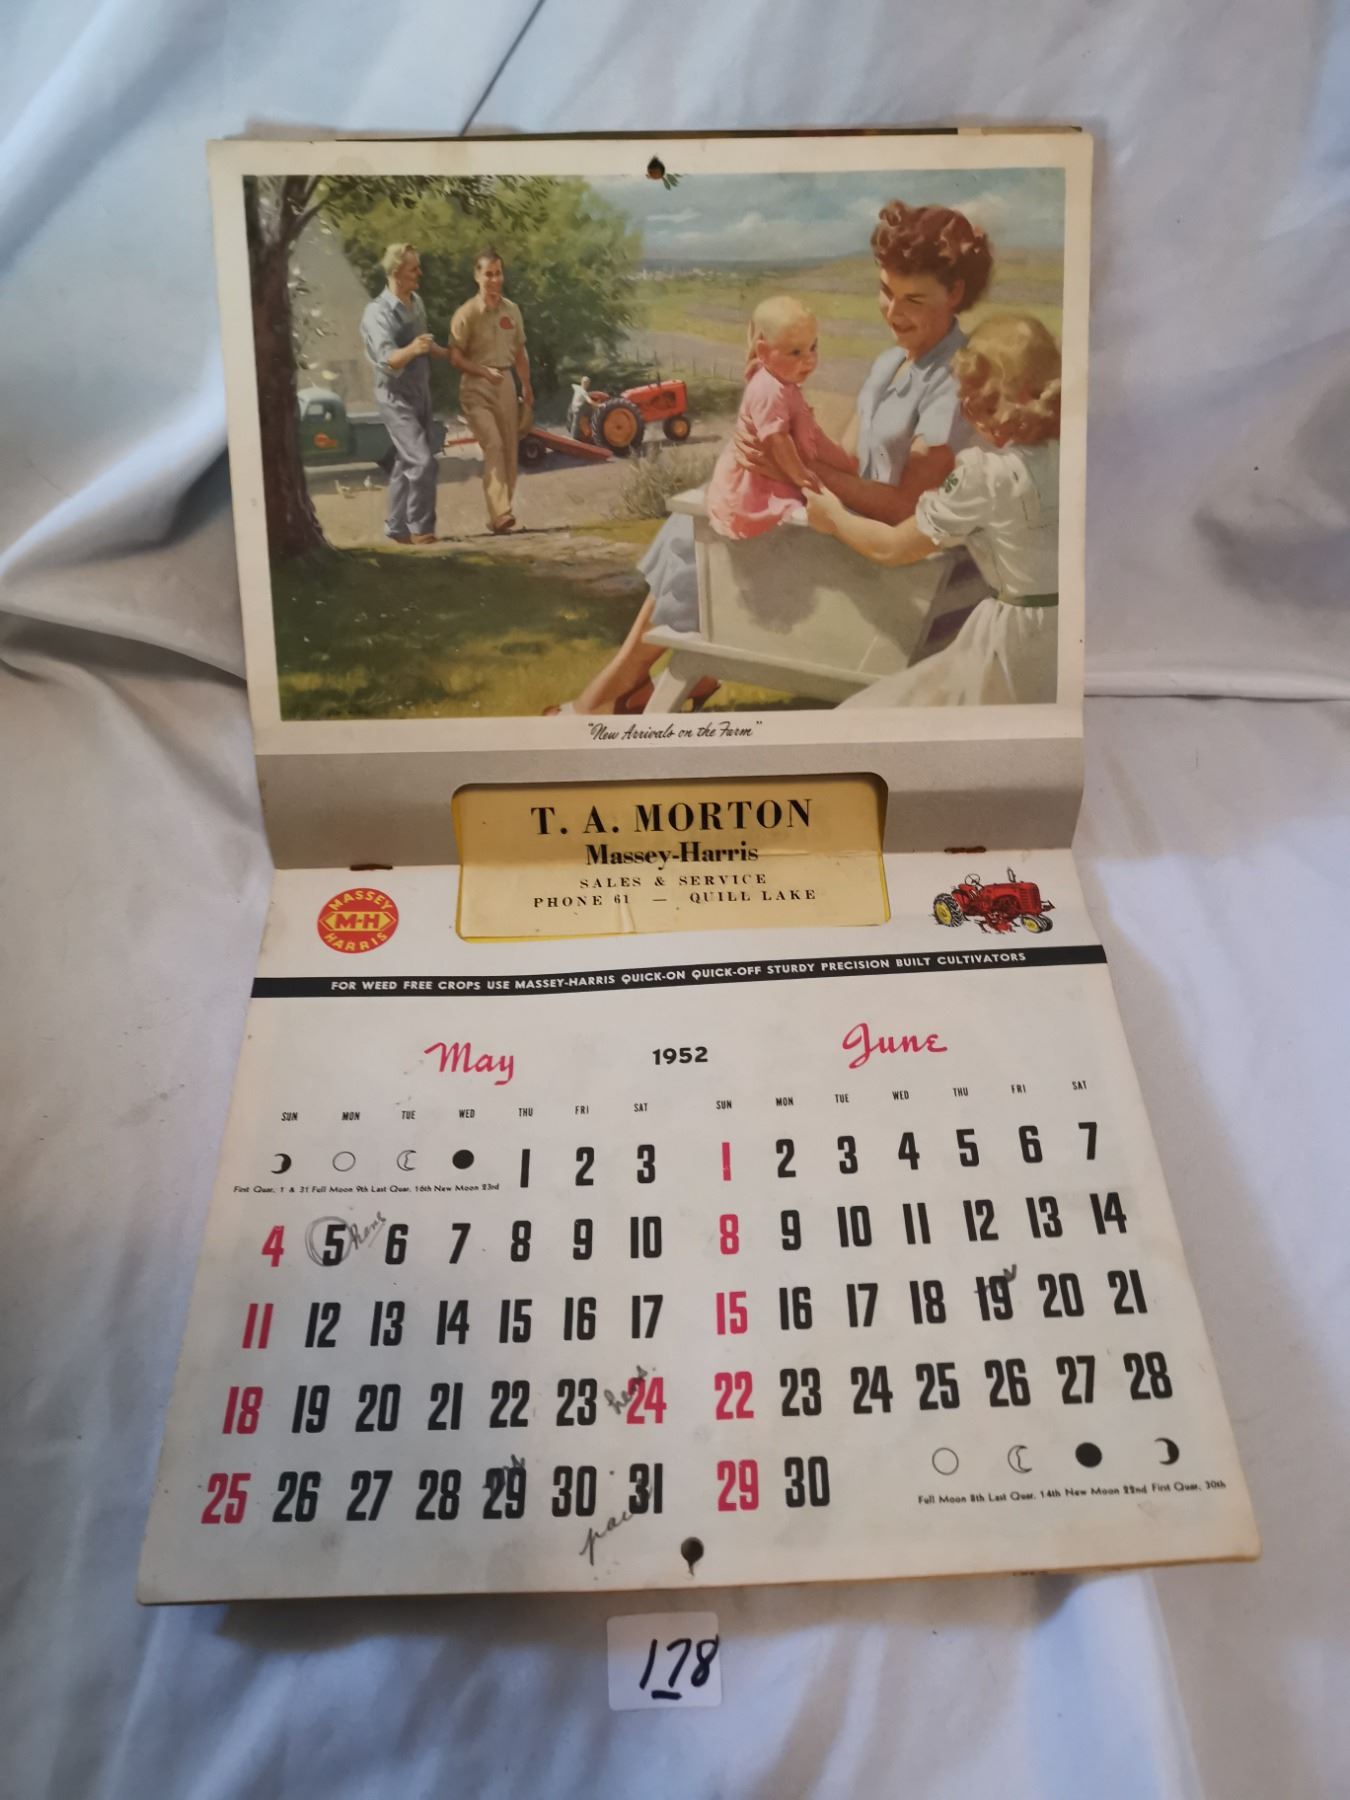 "New Arrivals on the Farm"
T. A. MORTON
Massey-Harris
SALES & SERVICE
PHONE 61 — QUILL LAKE
MASSEY
M-H
HARRIS
FOR WEED FREE CROPS USE MASSEY-HARRIS QUICK-ON QUICK-OFF STURDY PRECISION BUILT CULTIVATORS
May 1952 June
SUN MON TUE WED THU FRI SAT SUN MON TUE WED THU FRI SAT
1 2 3 1 2 3 4 5 6 7
First Quar. 1 & 31 Full Moon 9th Last Quar. 16th New Moon 23rd
4 5 hens 6 7 8 9 10 8 9 10 11 12 13 14
11 12 13 14 15 16 17 15 16 17 18 19 20 21
18 19 20 21 22 23 hens. 24 22 23 24 25 26 27 28
25 26 27 28 29 30 31 29 30
Full Moon 8th Last Quar. 14th New Moon 22nd First Quar. 30th
178